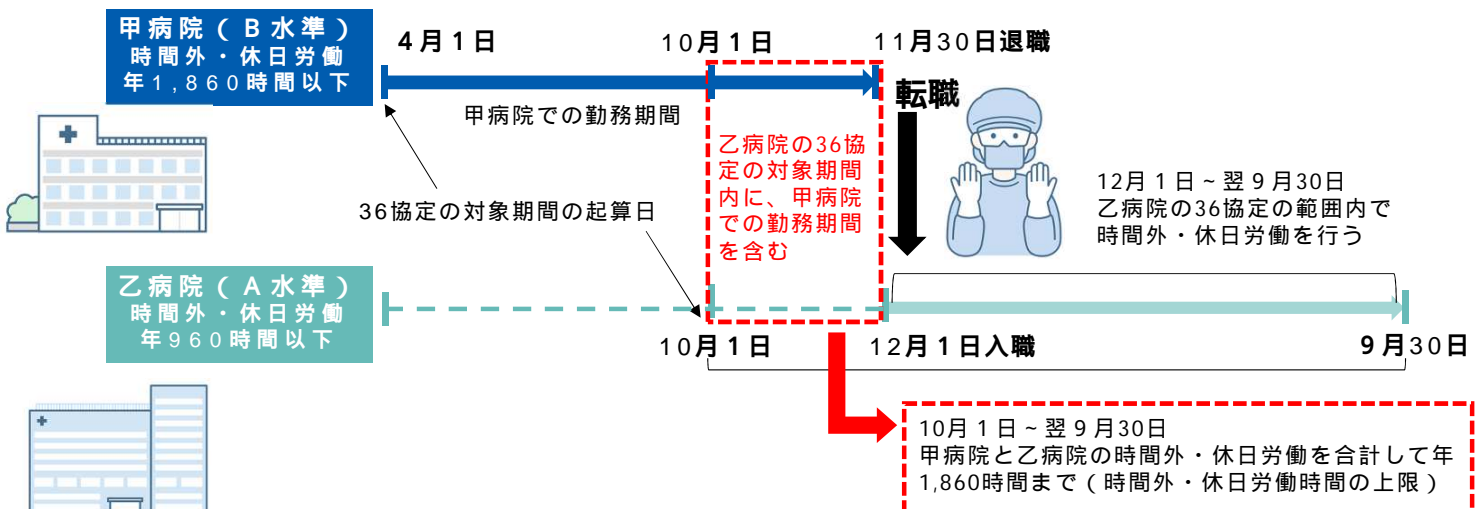 甲病院（B水準）
時間外・休日労働
年1,860時間以下
4月1日
10月1日
11月30日退職
甲病院での勤務期間
転職
乙病院の36協
定の対象期間
内に、甲病院
での勤務期間
を含む
36協定の対象期間の起算日
12月1日~翌9月30日
乙病院の36協定の範囲内で
時間外・休日労働を行う
乙病院（A水準）
時間外・休日労働
年960時間以下
10月1日
12月1日入職
9月30日
10月1日~翌9月30日
甲病院と乙病院の時間外・休日労働を合計して年
1,860時間まで（時間外・休日労働時間の上限）